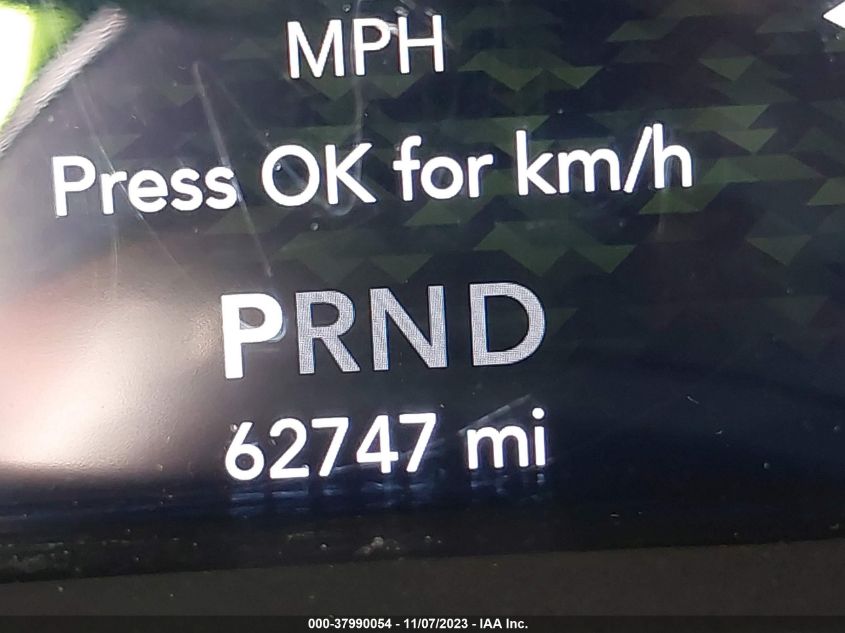 MPH
Press OK for km/h
PRND
62747 mi
000-37990054 - 11/07/2023 - IAA Inc.